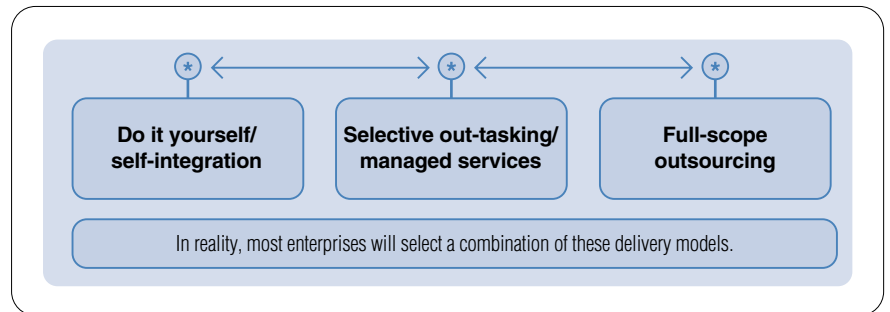 * * *
Do it yourself/
self-integration
Selective out-tasking/
managed services
Full-scope
outsourcing
In reality, most enterprises will select a combination of these delivery models.